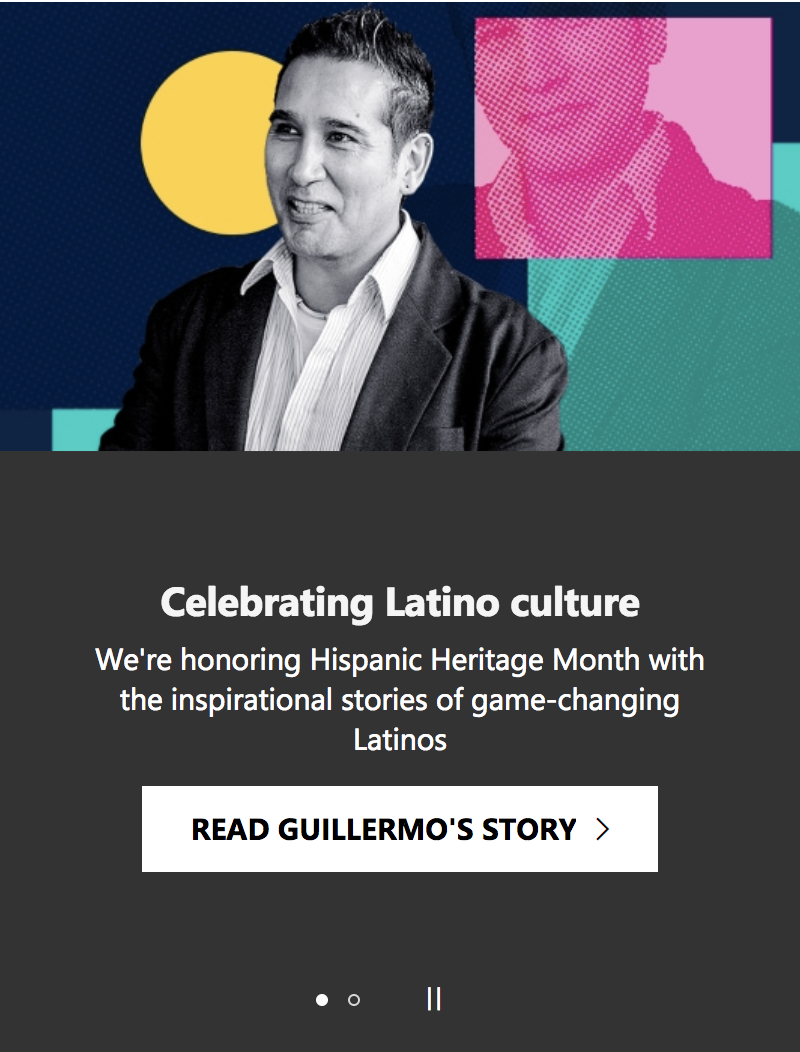 Celebrating Latino culture
We're honoring Hispanic Heritage Month with
the inspirational stories of game-changing
Latinos
READ GUILLERMO'S STORY